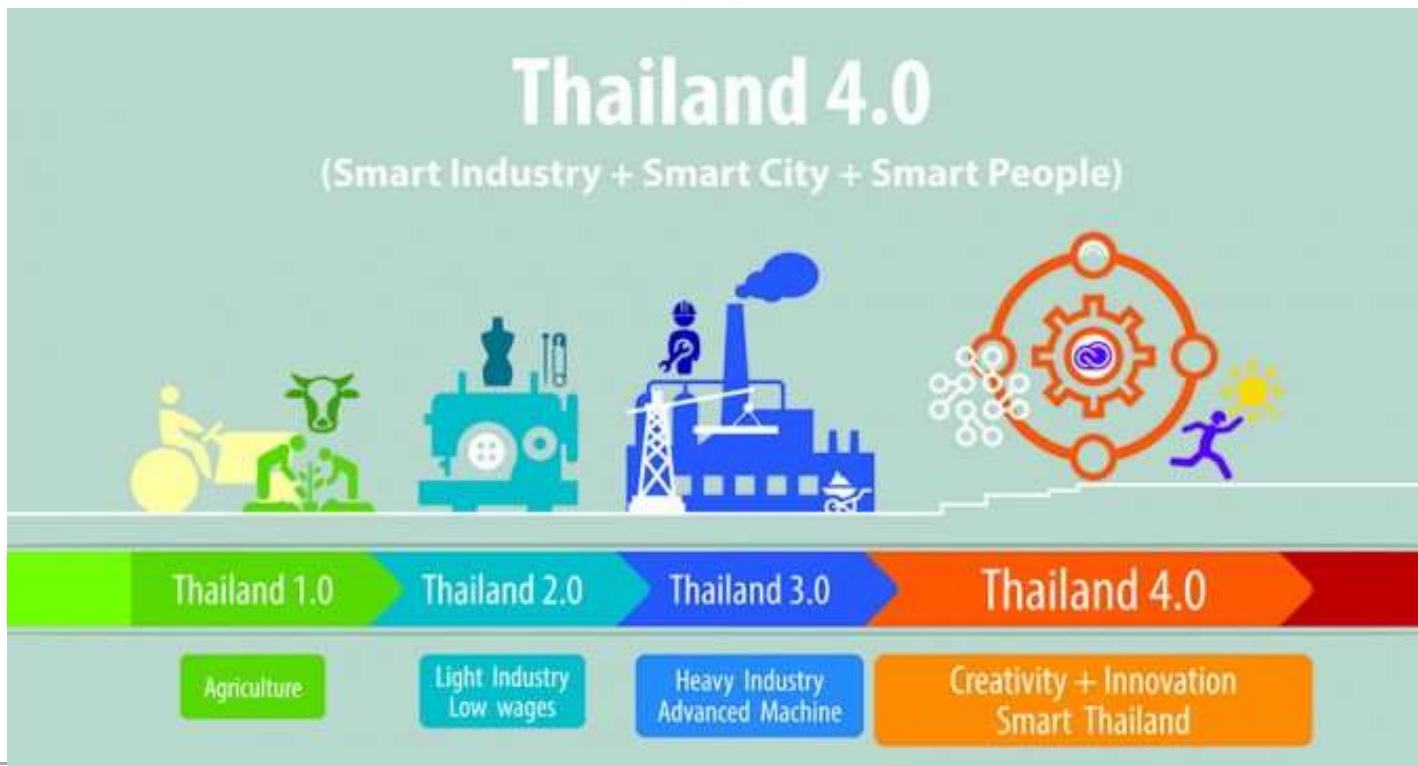 Thailand 4.0
(Smart Industry + Smart City + Smart People)
Thailand 1.0
Thailand 2.0
Thailand 3.0
Thailand 4.0
Agriculture
Light Industry
Low wages
Heavy Industry
Advanced Machine
Creativity + Innovation
Smart Thailand